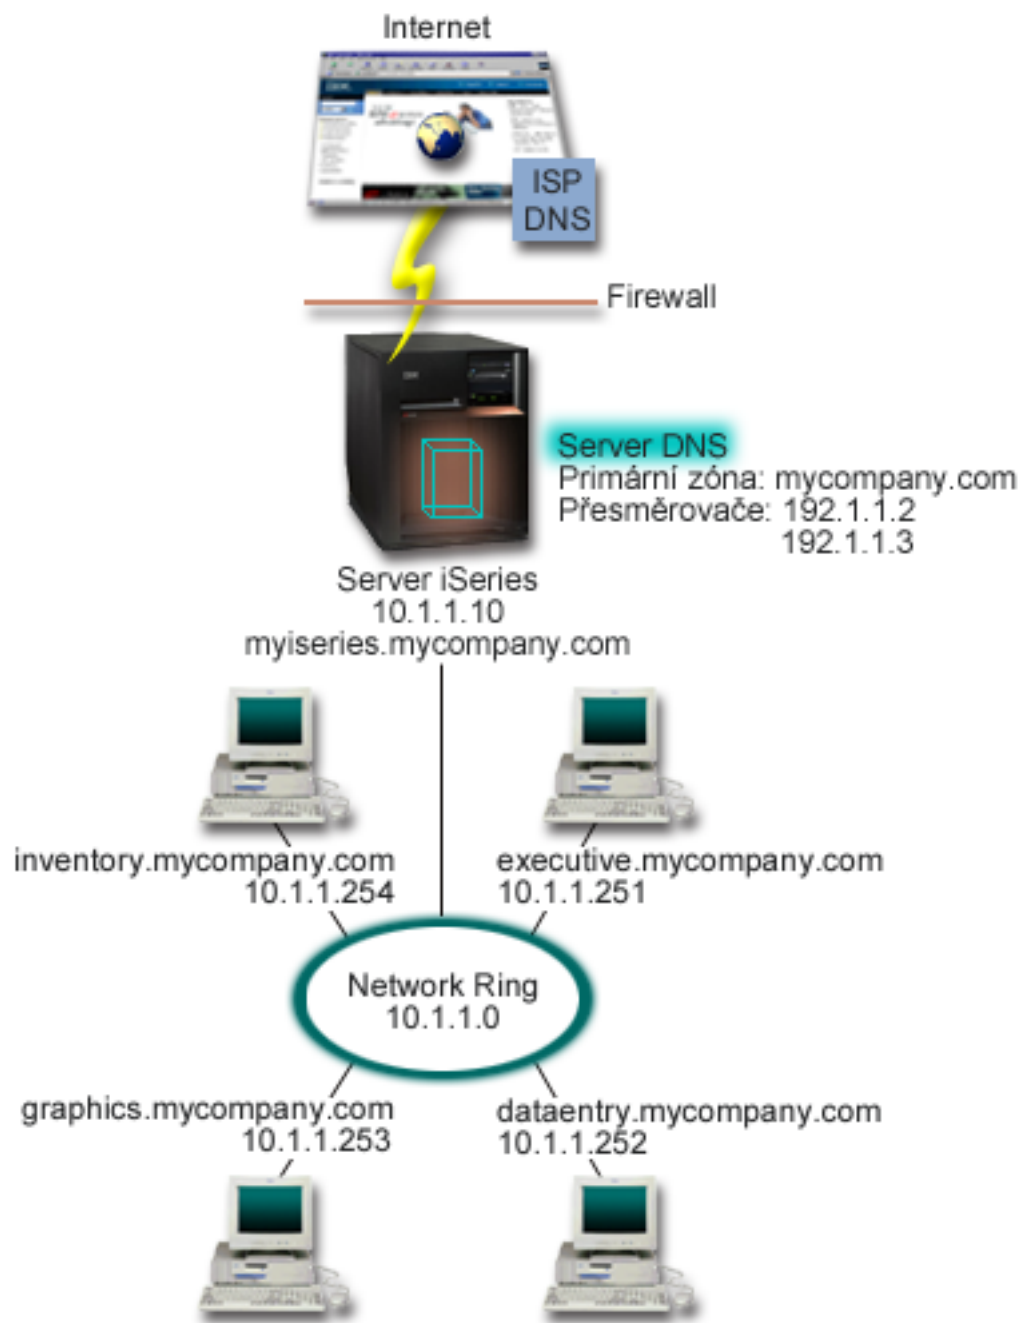 Internet
ISP
DNS
Firewall
Server DNS
Primární zóna: mycompany.com
Přesměrovače: 192.1.1.2
192.1.1.3
Server iSeries
10.1.1.10
myiseries.mycompany.com
inventory.mycompany.com
10.1.1.254
executive.mycompany.com
10.1.1.251
Network Ring
10.1.1.0
graphics.mycompany.com
10.1.1.253
dataentry.mycompany.com
10.1.1.252